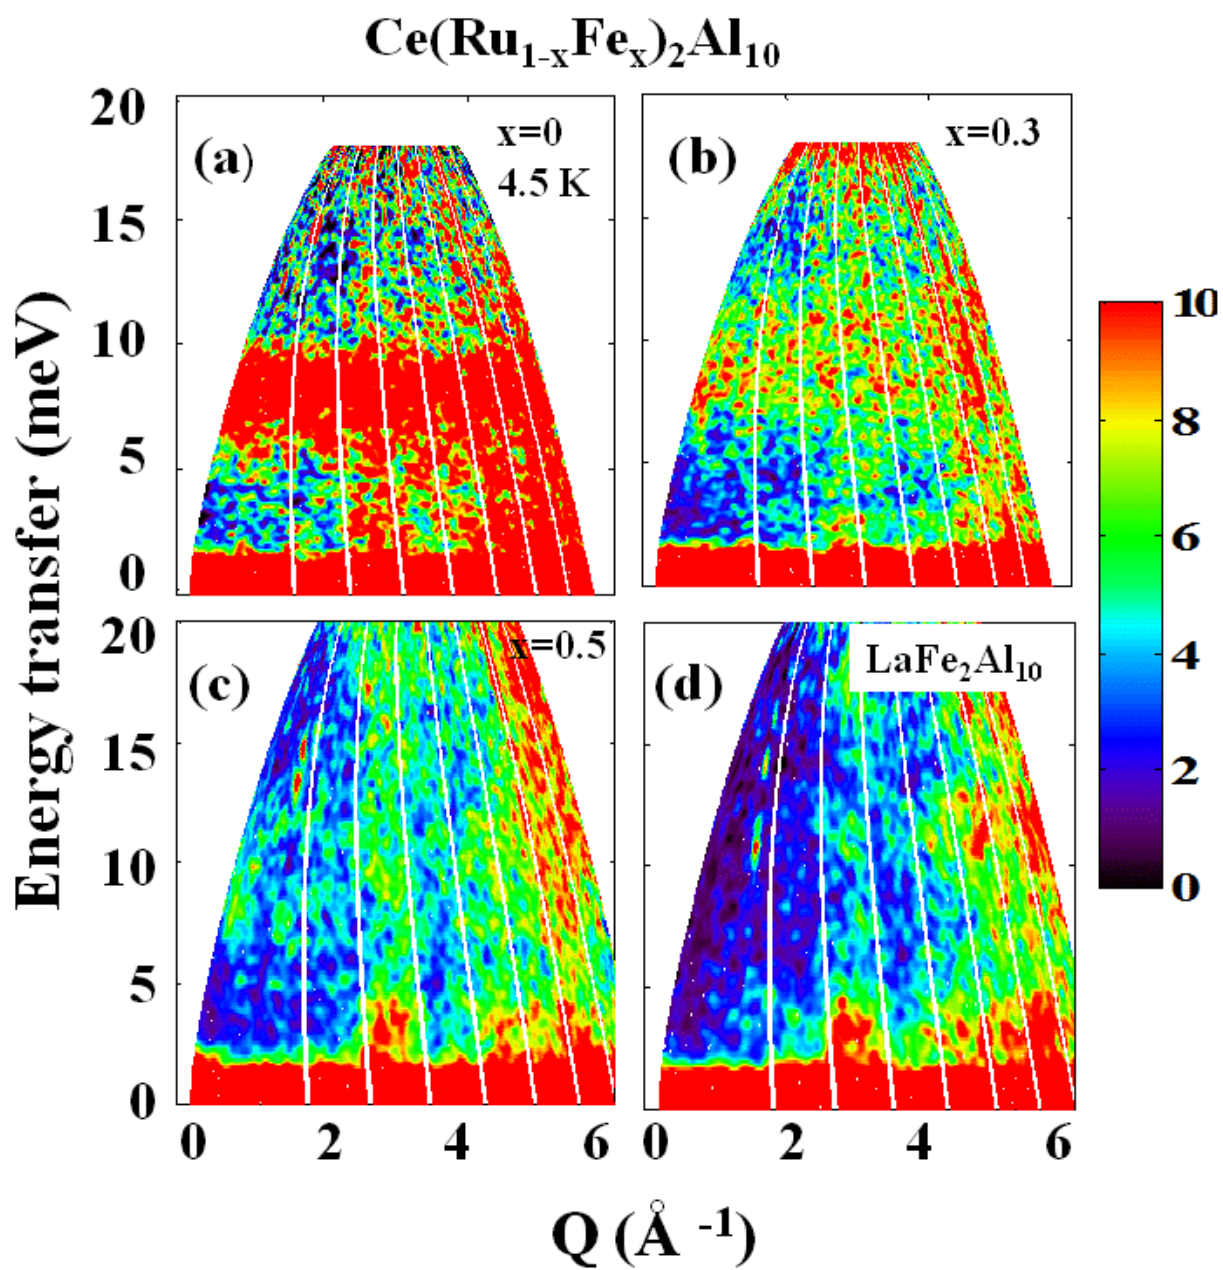 Ce(Ru₁₋ₓFeₓ)₂Al₁₀
20
15
10
5
0
(a)
x=0
4.5 K
(b)
x=0.3
20
15
10
5
0
(c)
x=0.5
(d)
LaFe₂Al₁₀
10
8
6
4
2
0
Energy transfer (meV)
0 2 4 6
0 2 4 6
Q (Å ⁻¹)